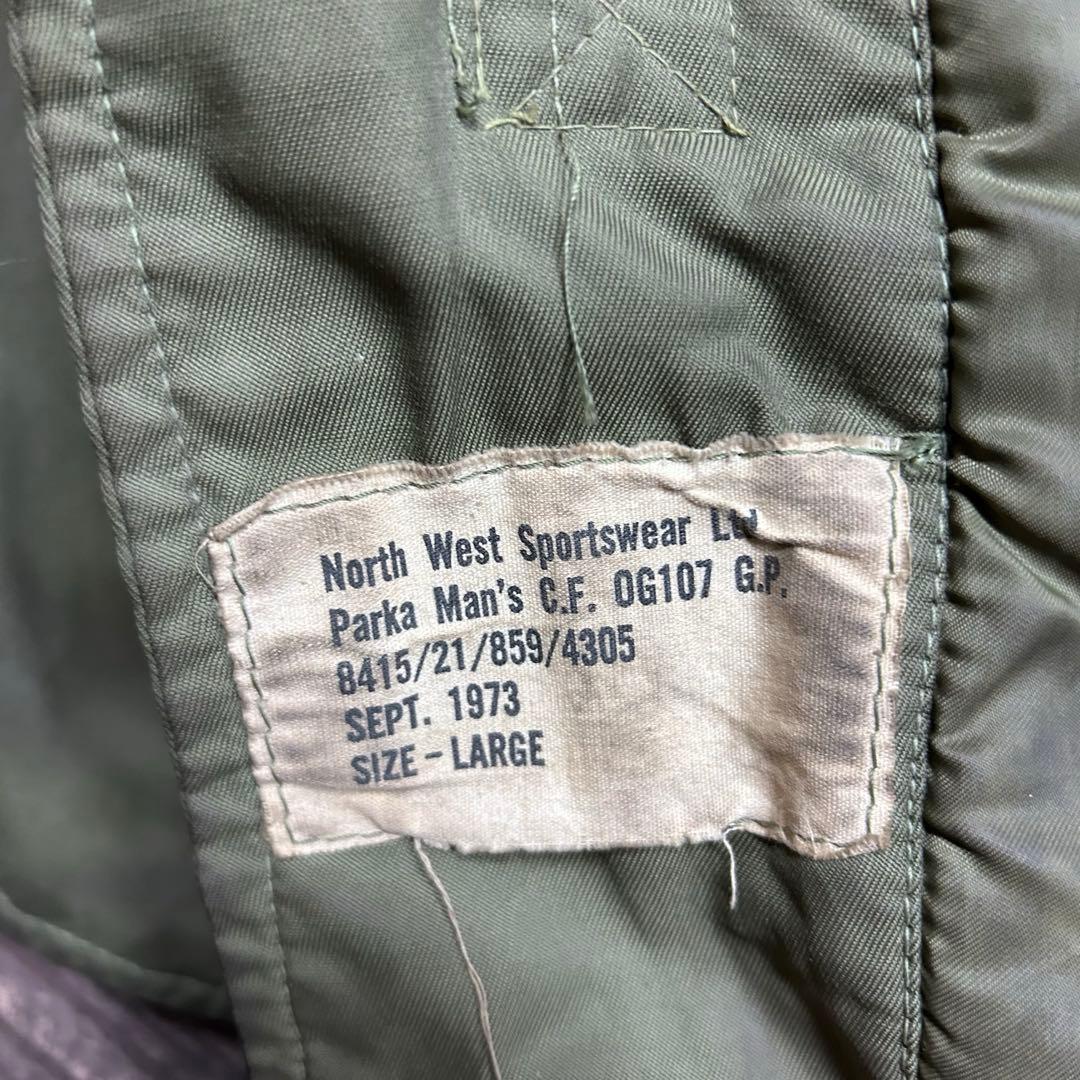 North West Sportswear Ltd.
Parka Man's C.F. OG107 G.P.
8415/21/859/4305
SEPT. 1973
SIZE - LARGE